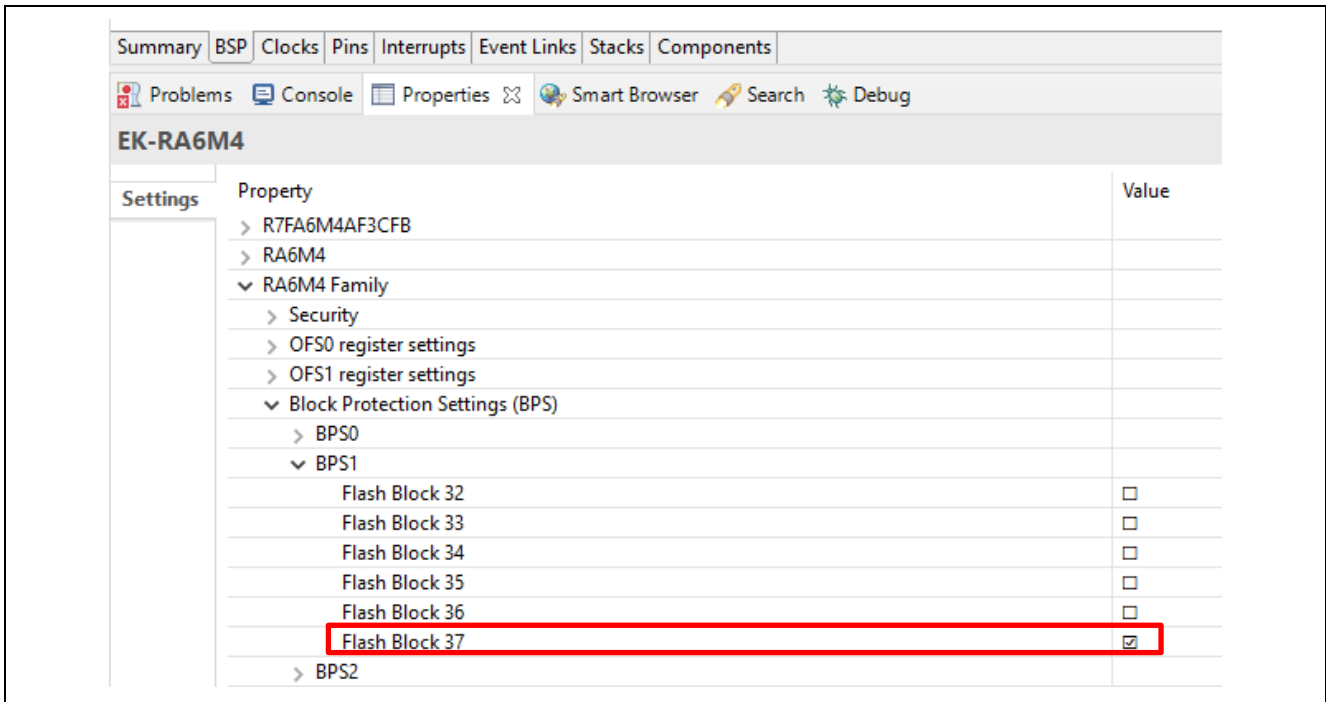 Summary BSP Clocks Pins Interrupts Event Links Stacks Components
Problems Console Properties Smart Browser Search Debug
EK-RA6M4
Settings Property Value
R7FA6M4AF3CFB
RA6M4
RA6M4 Family
Security
OFS0 register settings
OFS1 register settings
Block Protection Settings (BPS)
BPS0
BPS1
Flash Block 32
Flash Block 33
Flash Block 34
Flash Block 35
Flash Block 36
Flash Block 37
BPS2